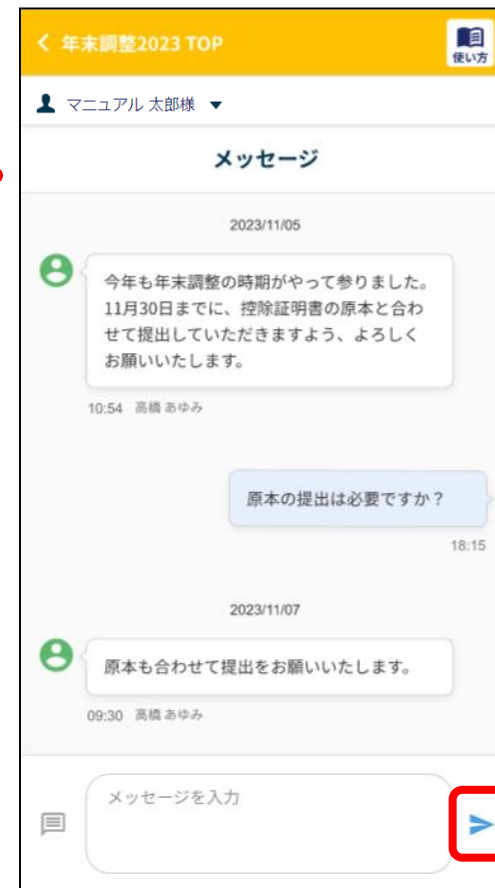 年末調整2023 TOP
使い方
マニュアル 太郎様
メッセージ
2023/11/05
今年も年末調整の時期がやって参りました。
11月30日までに、控除証明書の原本と合わ
せて提出していただきますよう、よろしく
お願いいたします。
10:54 高橋 あゆみ
原本の提出は必要ですか？
18:15
2023/11/07
原本も合わせて提出をお願いいたします。
09:30 高橋 あゆみ
メッセージを入力